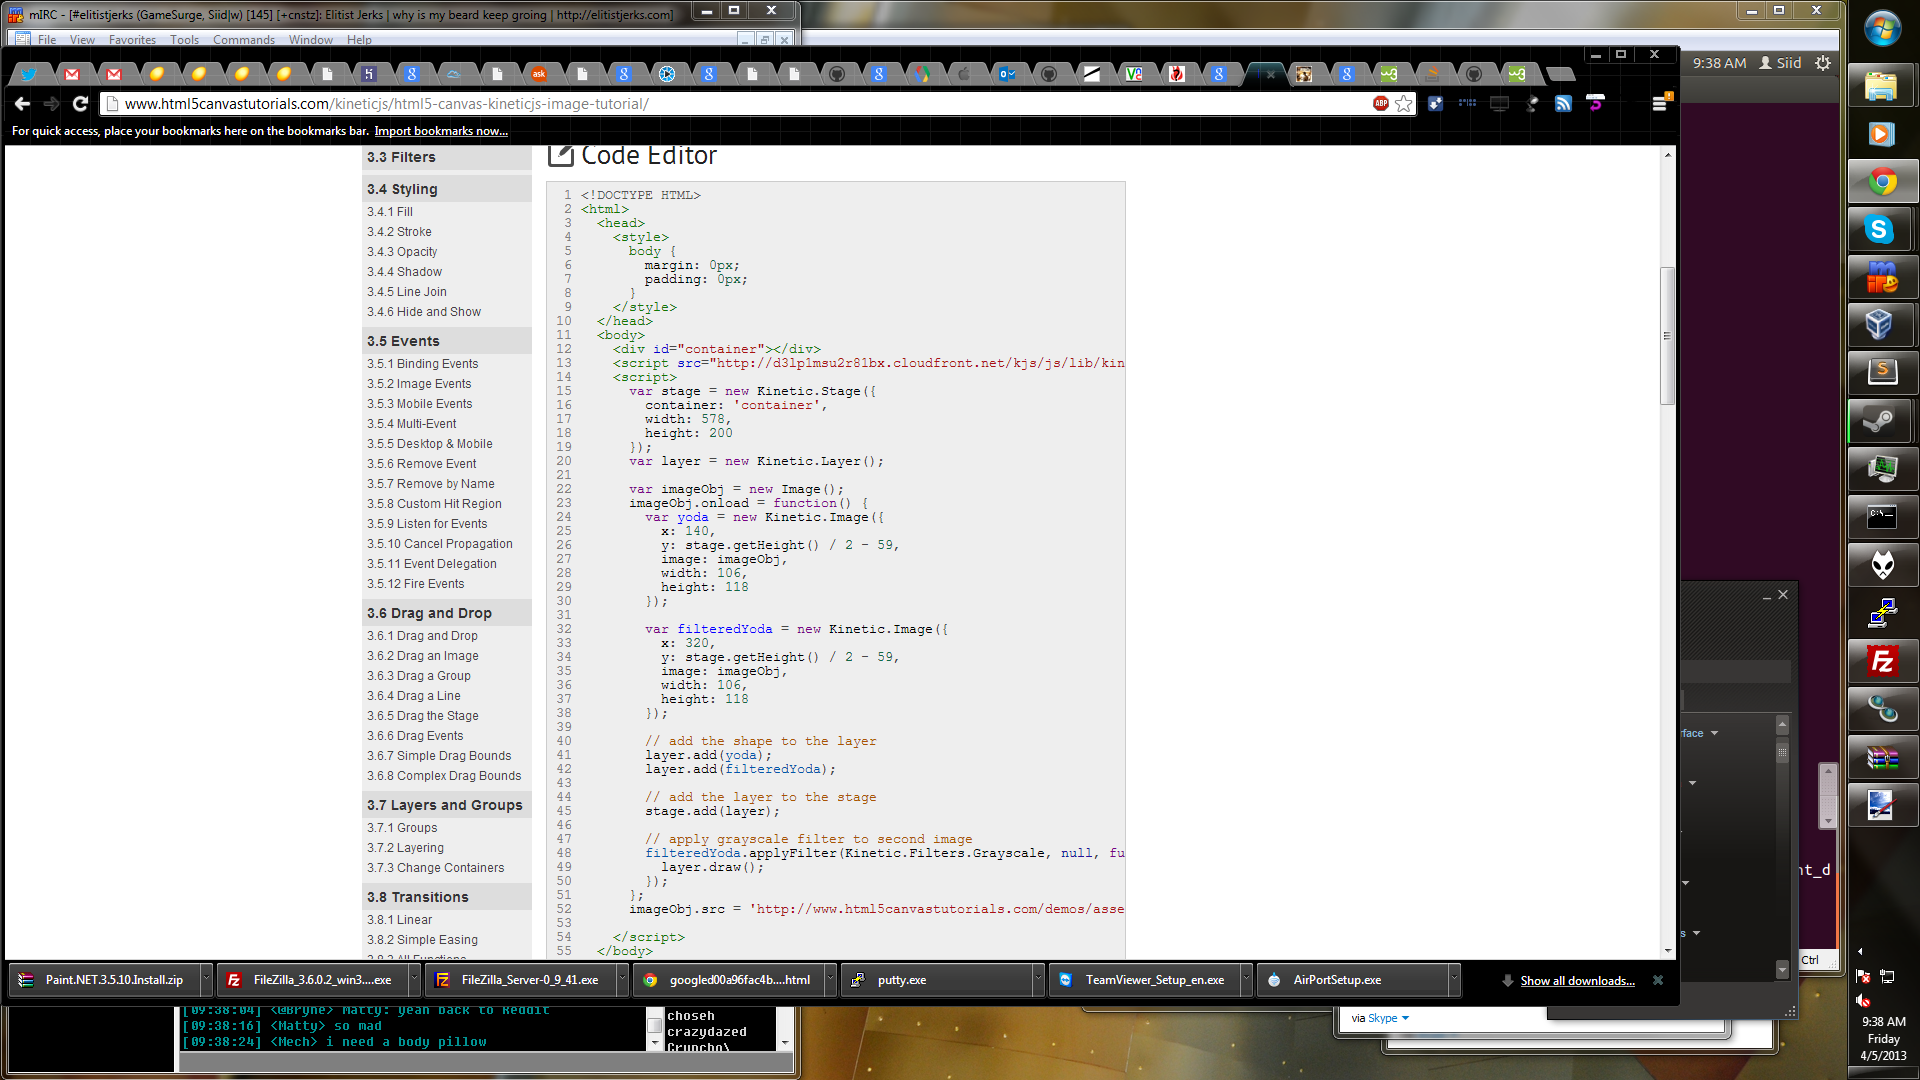 mIRC - [#elitistjerks (GameSurge, Siid|w) [145] [+cnstz]: Elitist Jerks | why is my beard keep groing | http://elitistjerks.com]
File View Favorites Tools Commands Window Help
9:38 AM Siid
www.html5canvastutorials.com/kineticjs/html5-canvas-kineticjs-image-tutorial/
For quick access, place your bookmarks here on the bookmarks bar. Import bookmarks now...
3.3 Filters
3.4 Styling
3.4.1 Fill
3.4.2 Stroke
3.4.3 Opacity
3.4.4 Shadow
3.4.5 Line Join
3.4.6 Hide and Show
3.5 Events
3.5.1 Binding Events
3.5.2 Image Events
3.5.3 Mobile Events
3.5.4 Multi-Event
3.5.5 Desktop & Mobile
3.5.6 Remove Event
3.5.7 Remove by Name
3.5.8 Custom Hit Region
3.5.9 Listen for Events
3.5.10 Cancel Propagation
3.5.11 Event Delegation
3.5.12 Fire Events
3.6 Drag and Drop
3.6.1 Drag and Drop
3.6.2 Drag an Image
3.6.3 Drag a Group
3.6.4 Drag a Line
3.6.5 Drag the Stage
3.6.6 Drag Events
3.6.7 Simple Drag Bounds
3.6.8 Complex Drag Bounds
3.7 Layers and Groups
3.7.1 Groups
3.7.2 Layering
3.7.3 Change Containers
3.8 Transitions
3.8.1 Linear
3.8.2 Simple Easing
Code Editor
1 <!DOCTYPE HTML>
2 <html>
3 <head>
4 <style>
5 body {
6 margin: 0px;
7 padding: 0px;
8 }
9 </style>
10 </head>
11 <body>
12 <div id="container"></div>
13 <script src="http://d3lp1msu2r81bx.cloudfront.net/kjs/js/lib/kin
14 <script>
15 var stage = new Kinetic.Stage({
16 container: 'container',
17 width: 578,
18 height: 200
19 });
20 var layer = new Kinetic.Layer();
21
22 var imageObj = new Image();
23 imageObj.onload = function() {
24 var yoda = new Kinetic.Image({
25 x: 140,
26 y: stage.getHeight() / 2 - 59,
27 image: imageObj,
28 width: 106,
29 height: 118
30 });
31
32 var filteredYoda = new Kinetic.Image({
33 x: 320,
34 y: stage.getHeight() / 2 - 59,
35 image: imageObj,
36 width: 106,
37 height: 118
38 });
39
40 // add the shape to the layer
41 layer.add(yoda);
42 layer.add(filteredYoda);
43
44 // add the layer to the stage
45 stage.add(layer);
46
47 // apply grayscale filter to second image
48 filteredYoda.applyFilter(Kinetic.Filters.Grayscale, null, fu
49 layer.draw();
50 });
51 };
52 imageObj.src = 'http://www.html5canvastutorials.com/demos/asse
53
54 </script>
55 </body>
rface
nt_d
s
Ctrl
Paint.NET.3.5.10.Install.zip
FileZilla_3.6.0.2_win3....exe
FileZilla_Server-0_9_41.exe
googled00a96fac4b....html
putty.exe
TeamViewer_Setup_en.exe
AirPortSetup.exe
Show all downloads...
[09:38:04] <@Bryne> Matty: yeah back to Reddit
[09:38:16] <Matty> so mad
[09:38:24] <Mech> i need a body pillow
choseh
crazydazed
Cruncho\
via Skype
9:38 AM
Friday
4/5/2013